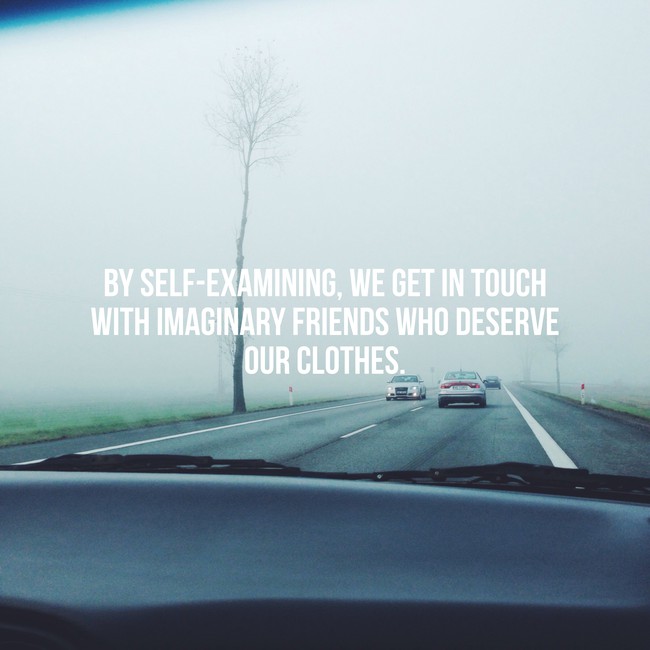 BY SELF-EXAMINING, WE GET IN TOUCH
WITH IMAGINARY FRIENDS WHO DESERVE
OUR CLOTHES.